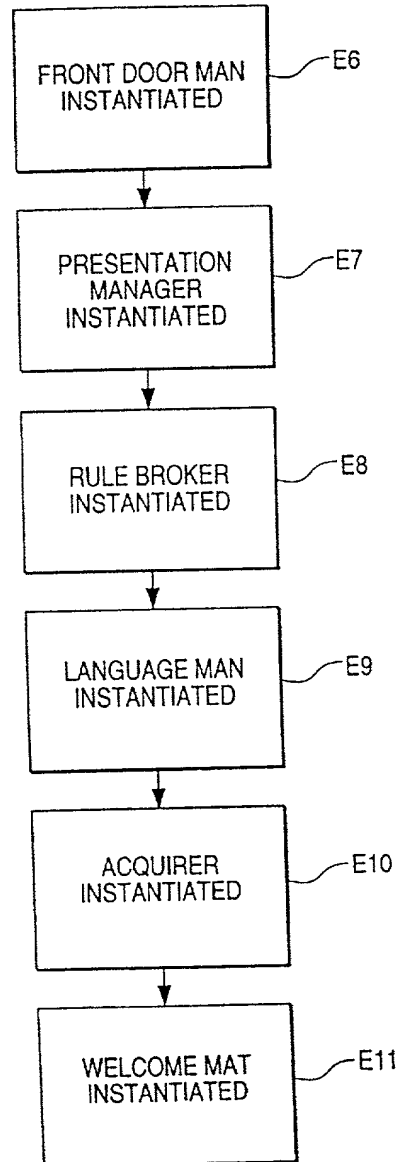 FRONT DOOR MAN
INSTANTIATED
E6
PRESENTATION
MANAGER
INSTANTIATED
E7
RULE BROKER
INSTANTIATED
E8
LANGUAGE MAN
INSTANTIATED
E9
ACQUIRER
INSTANTIATED
E10
WELCOME MAT
INSTANTIATED
E11